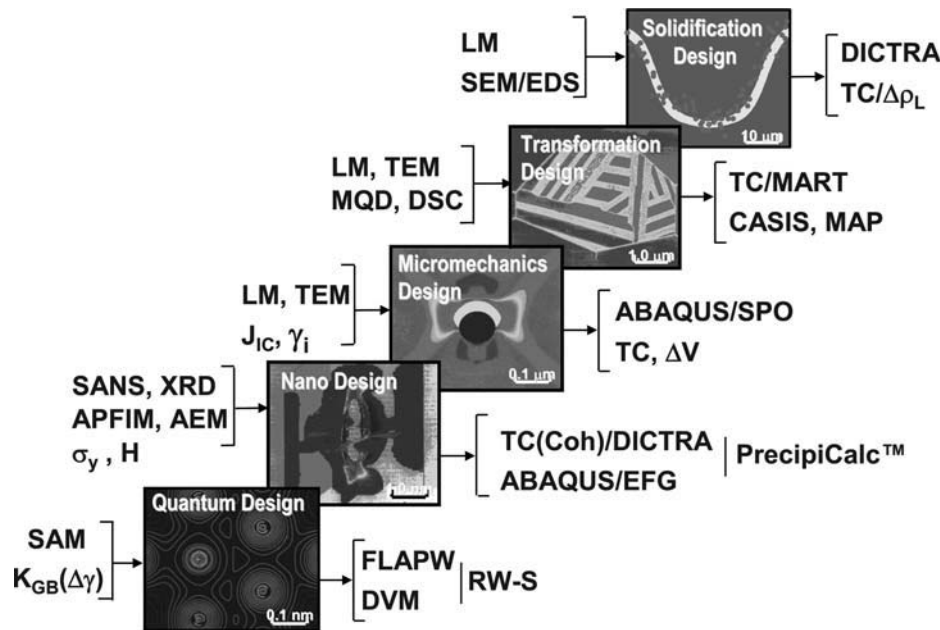 LM
SEM/EDS
Solidification
Design
10 μm
DICTRA
TC/Δρ_L
LM, TEM
MQD, DSC
Transformation
Design
1.0 μm
TC/MART
CASIS, MAP
LM, TEM
J_IC, γ_i
Micromechanics
Design
0.1 μm
ABAQUS/SPO
TC, ΔV
SANS, XRD
APFIM, AEM
σ_y , H
Nano Design
TC(Coh)/DICTRA
ABAQUS/EFG
PrecipiCalc™
SAM
K_GB(Δγ)
Quantum Design
0.1 nm
FLAPW
DVM
RW-S